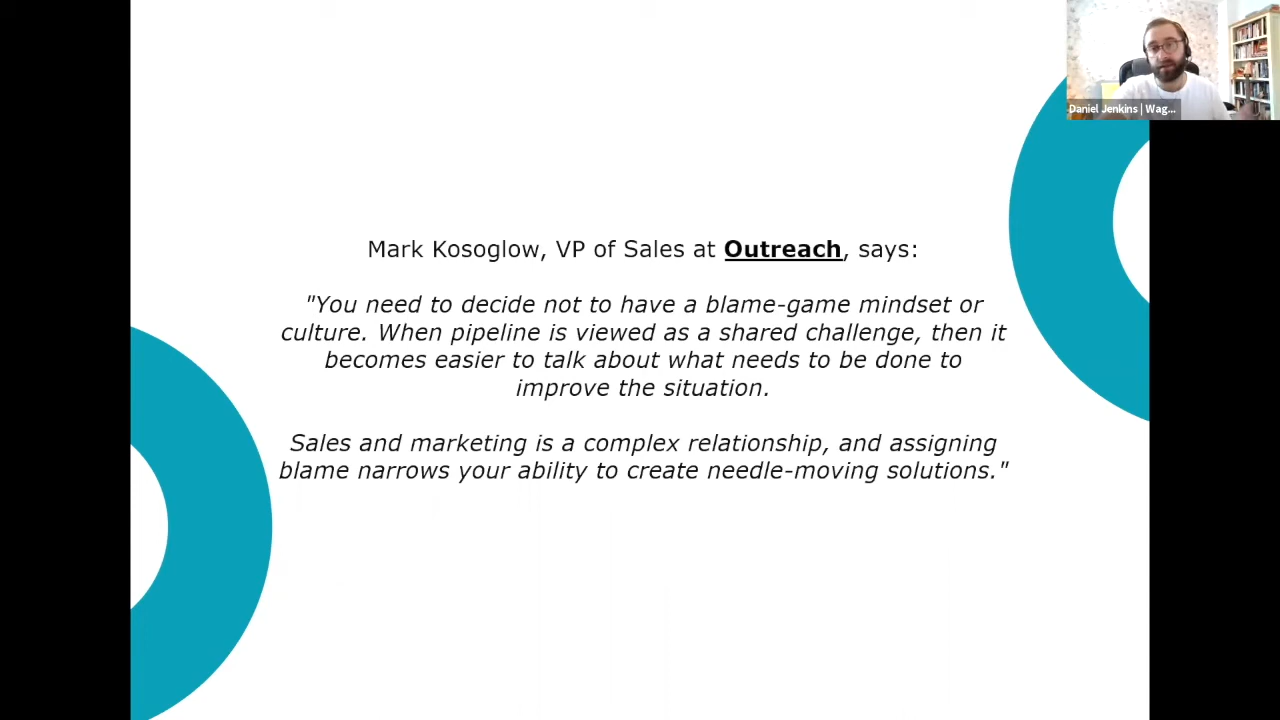 Daniel Jenkins | Wag...
Mark Kosoglow, VP of Sales at Outreach, says:
"You need to decide not to have a blame-game mindset or
culture. When pipeline is viewed as a shared challenge, then it
becomes easier to talk about what needs to be done to
improve the situation.
Sales and marketing is a complex relationship, and assigning
blame narrows your ability to create needle-moving solutions."